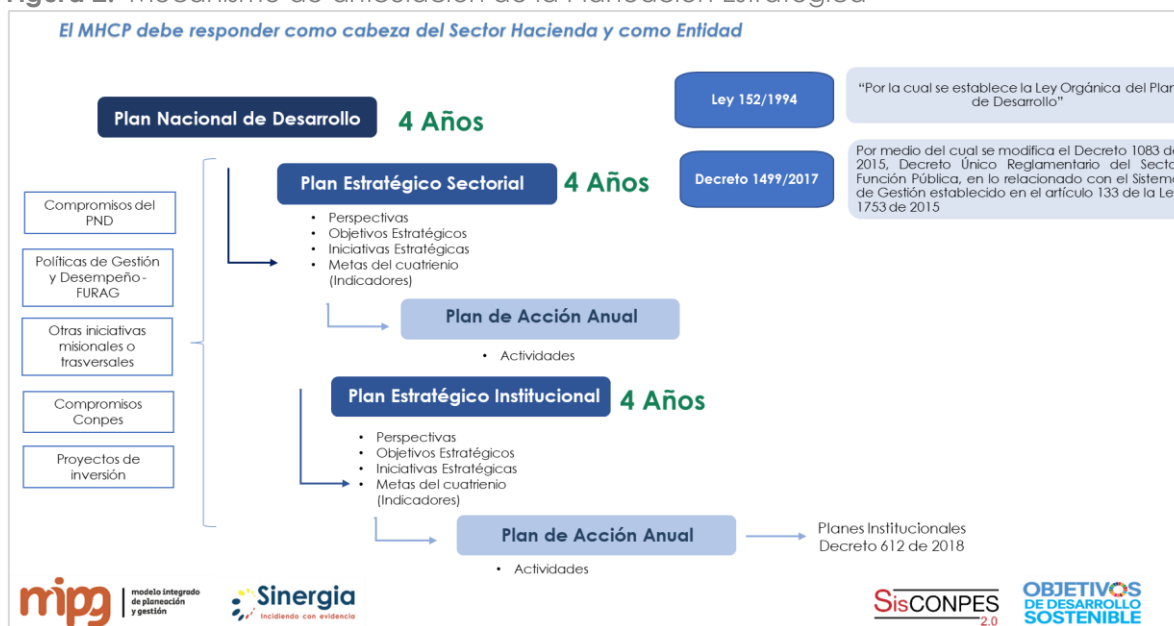 El MHCP debe responder como cabeza del Sector Hacienda y como Entidad
Plan Nacional de Desarrollo
4 Años
Ley 152/1994
"Por la cual se establece la Ley Orgánica del Plan
de Desarrollo"
Plan Estratégico Sectorial
4 Años
Decreto 1499/2017
Por medio del cual se modifica el Decreto 1083 de
2015, Decreto Único Reglamentario del Sector
Función Pública, en lo relacionado con el Sistema
de Gestión establecido en el artículo 133 de la Ley
1753 de 2015
• Perspectivas
• Objetivos Estratégicos
• Iniciativas Estratégicas
• Metas del cuatrienio
(Indicadores)
Compromisos del
PND
Políticas de Gestión
y Desempeño -
FURAG
Otras iniciativas
misionales o
trasversales
Compromisos
Conpes
Proyectos de
inversión
Plan de Acción Anual
• Actividades
Plan Estratégico Institucional
4 Años
• Perspectivas
• Objetivos Estratégicos
• Iniciativas Estratégicas
• Metas del cuatrienio
(Indicadores)
Plan de Acción Anual
• Actividades
Planes Institucionales
Decreto 612 de 2018
mipg
modelo integrado
de planeación
y gestión
Sinergia
Incidiendo con evidencia
SisCONPES
2.0
OBJETIVOS
DE DESARROLLO
SOSTENIBLE